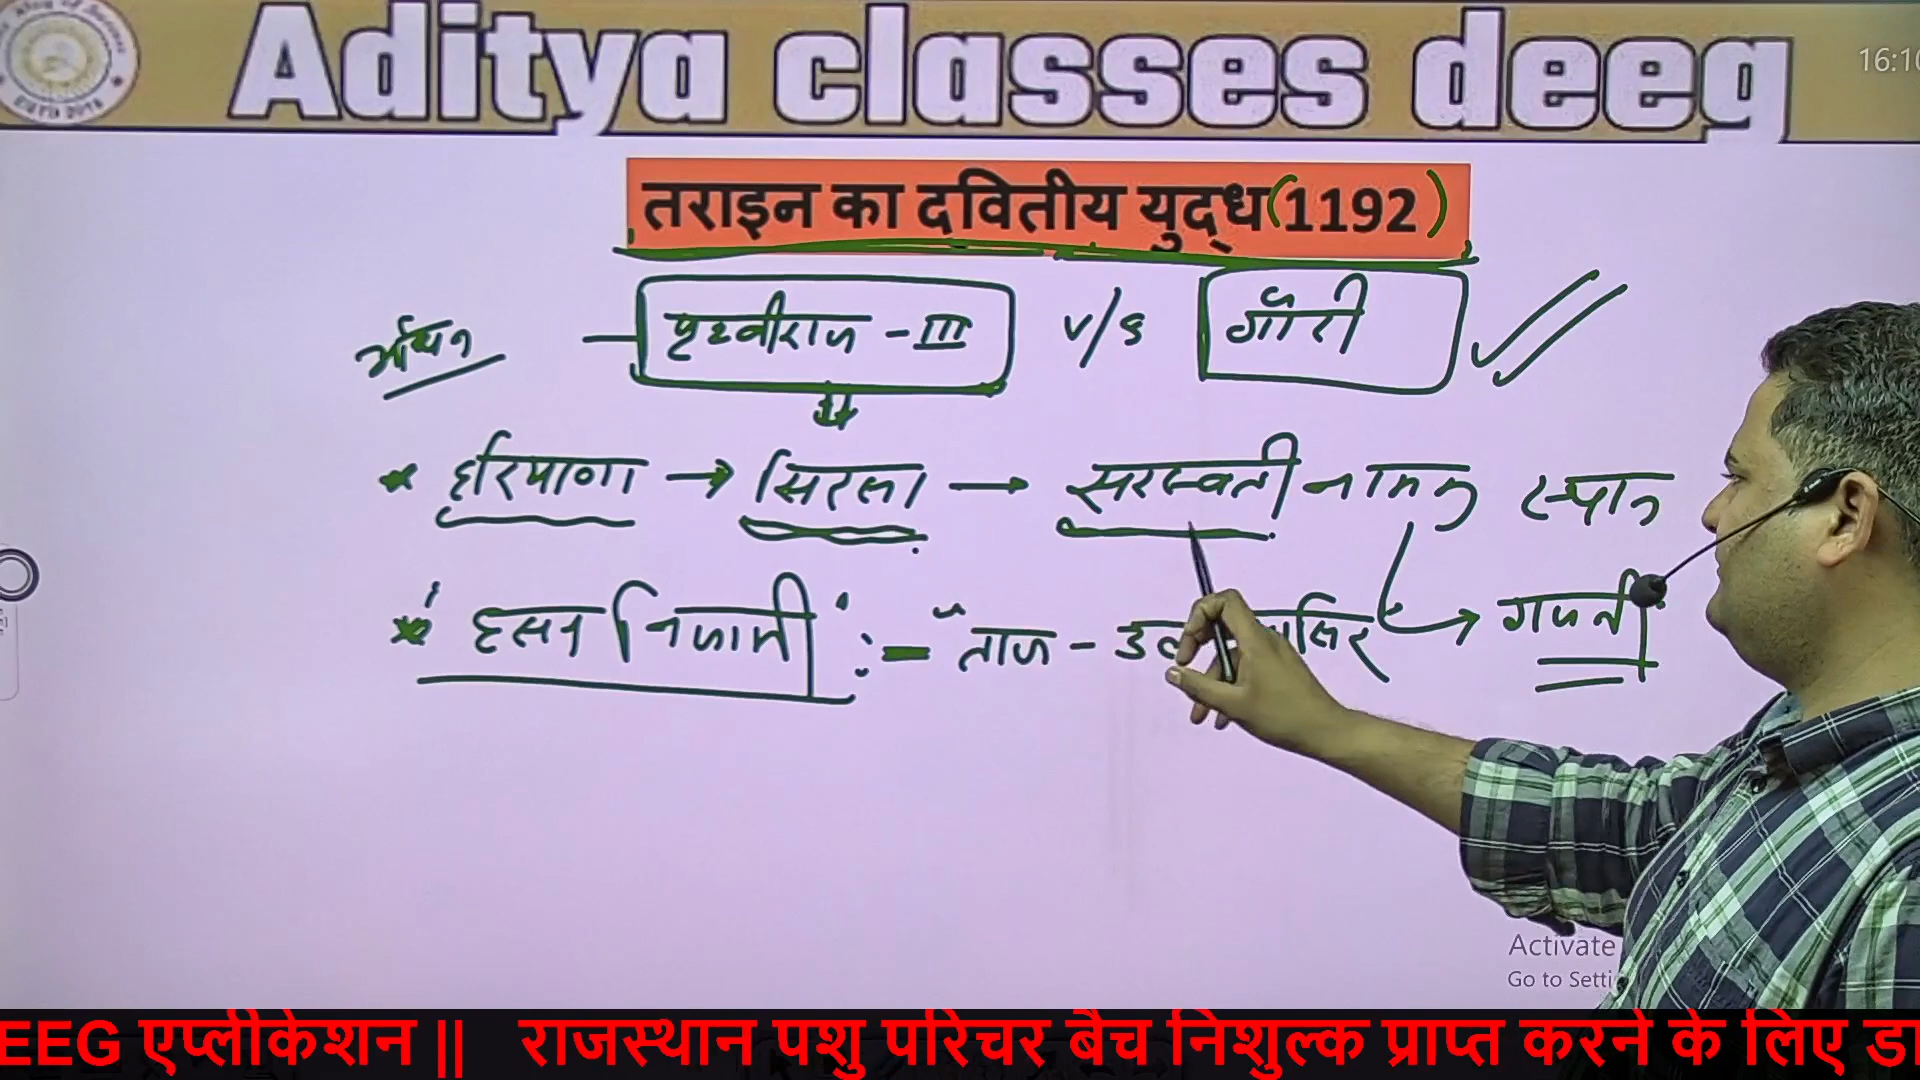 Aditya classes deeg
16:10
तराइन का दवितीय युद्ध (1192)
पृथ्वीराज - III v/s गौरी
* हरियाणा → सिरसा → सरस्वती नामक स्थान
* हसन निजामी :- " ताज - उल सिर
→ गजनी
Activate
Go to Setti
EEG एप्लीकेशन || राजस्थान पशु परिचर बैच निशुल्क प्राप्त करने के लिए डा